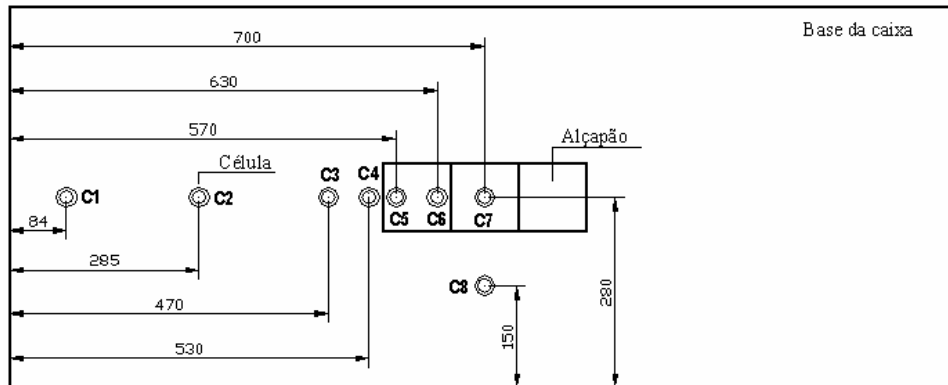 Base da caixa
700
630
570
Alçapão
Célula
C1
C2
C3
C4
C5
C6
C7
84
285
C8
280
470
150
530